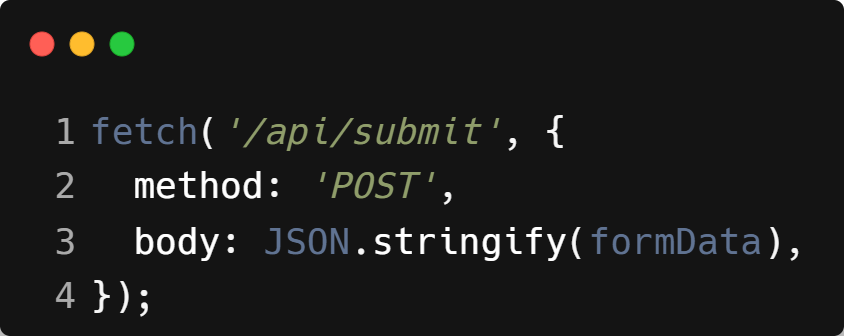 1 fetch('/api/submit', {
2   method: 'POST',
3   body: JSON.stringify(formData),
4 });